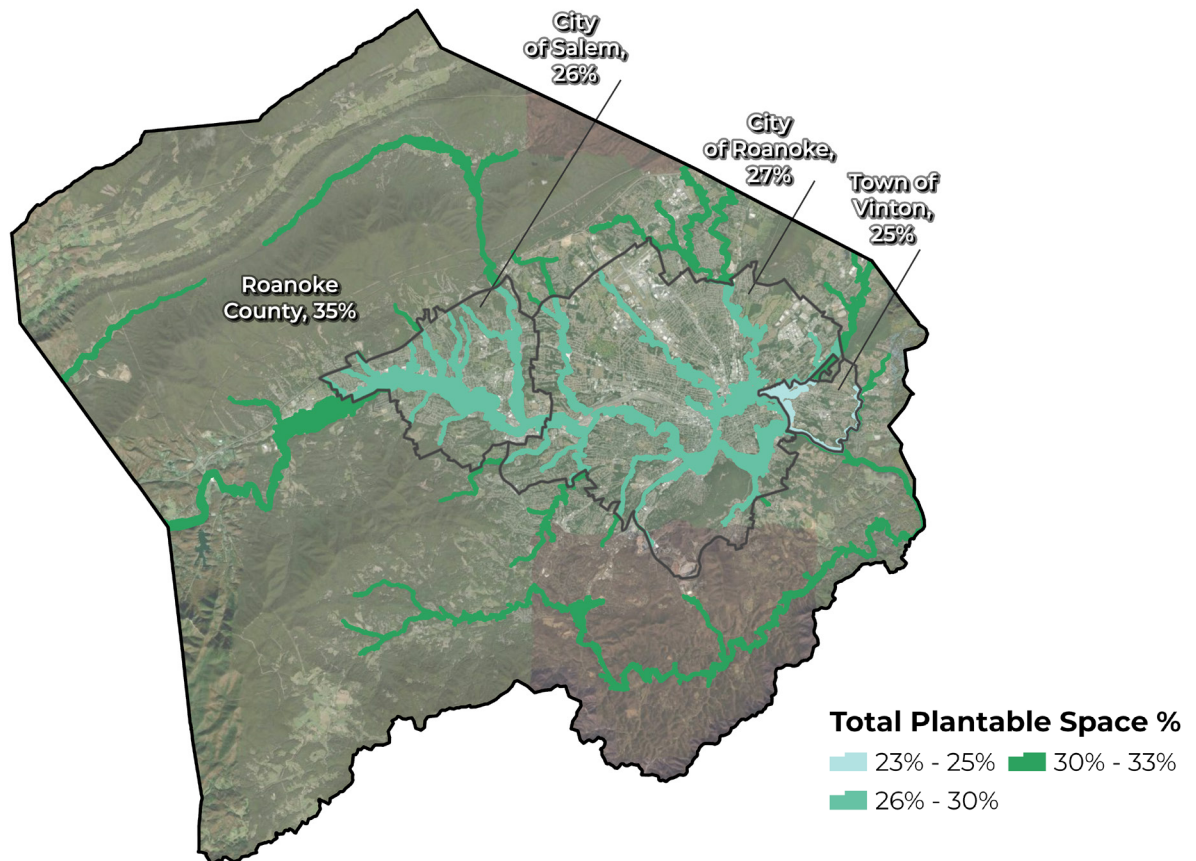 City
of Salem,
26%
City
of Roanoke,
27%
Town of
Vinton,
25%
Roanoke
County, 35%
Total Plantable Space %
23% - 25%
30% - 33%
26% - 30%